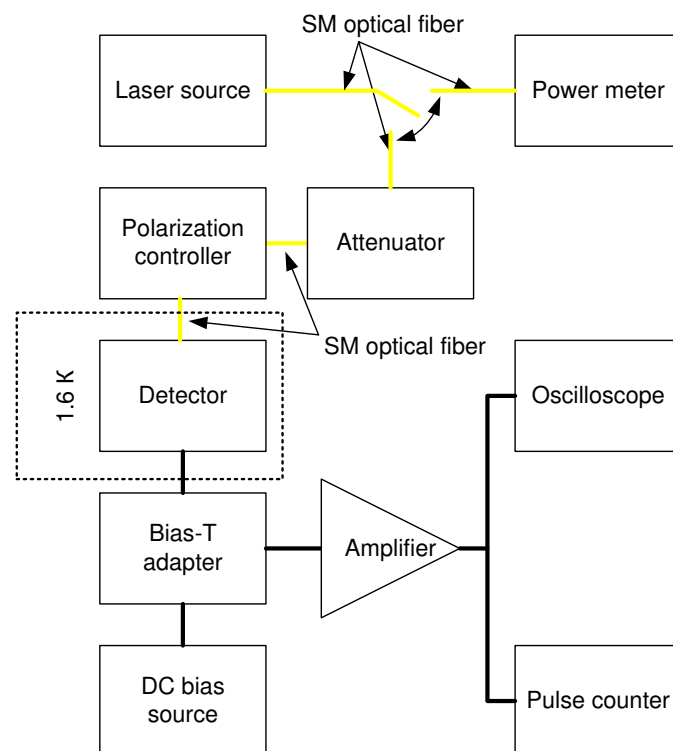 SM optical fiber
Laser source
Power meter
Polarization
controller
Attenuator
SM optical fiber
1.6 K
Detector
Oscilloscope
Bias-T
adapter
Amplifier
DC bias
source
Pulse counter